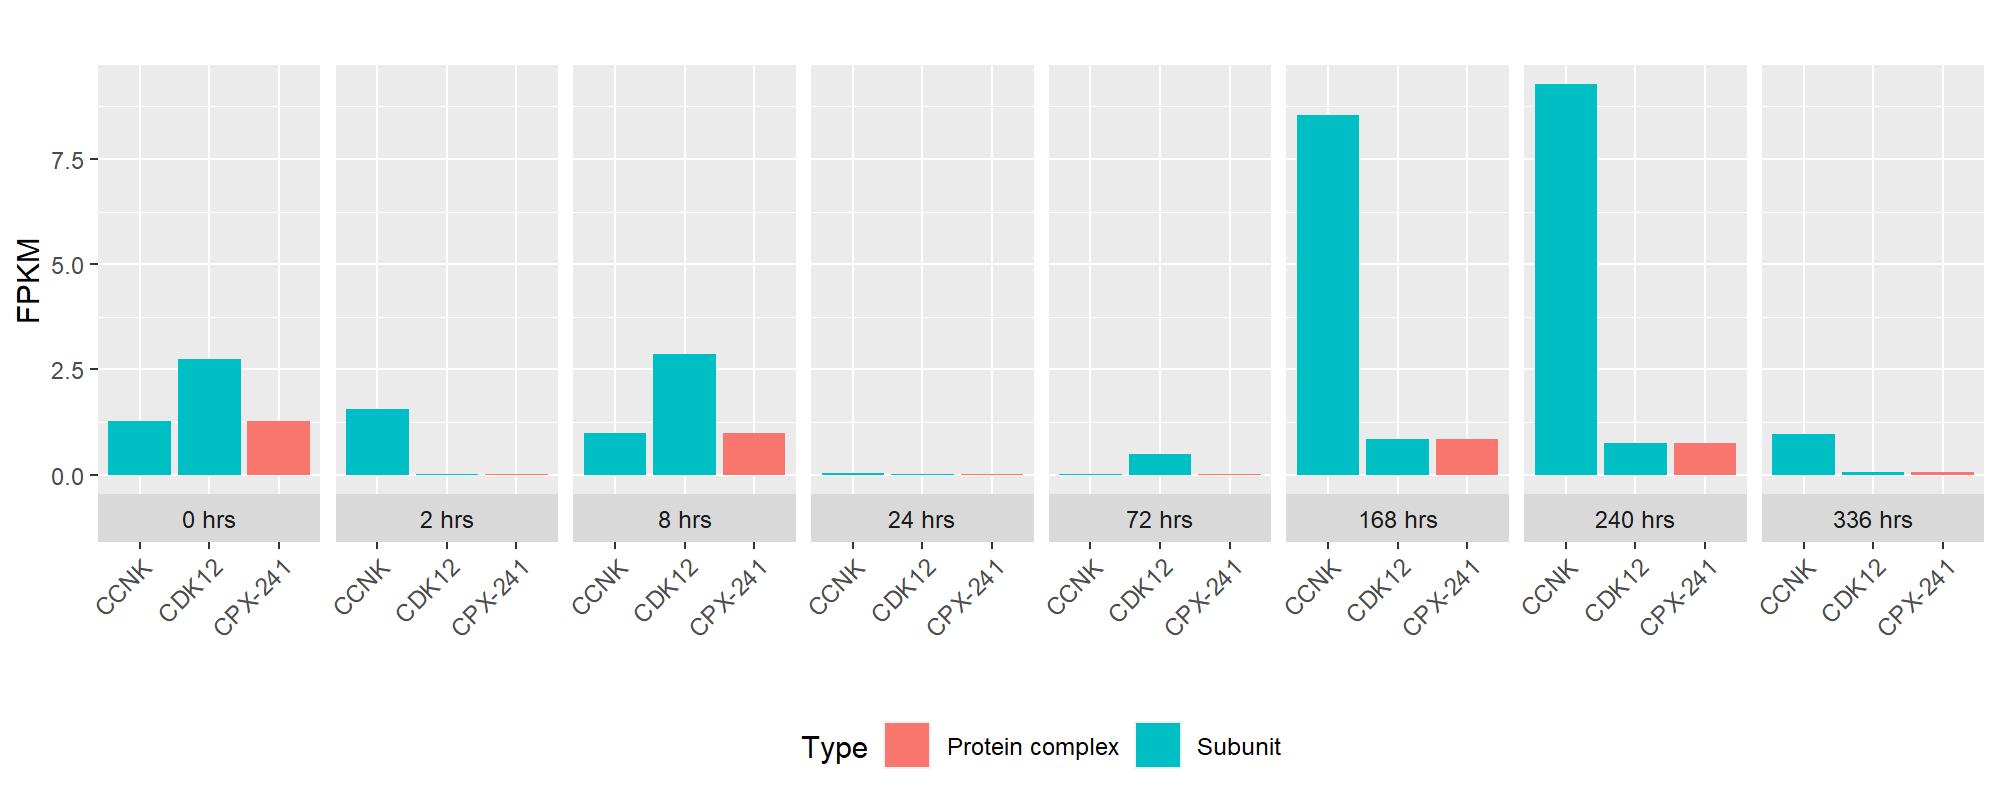 FPKM
7.5
5.0
2.5
0.0
0 hrs 2 hrs 8 hrs 24 hrs 72 hrs 168 hrs 240 hrs 336 hrs
CCNK CDK12 CPX-241 CCNK CDK12 CPX-241 CCNK CDK12 CPX-241 CCNK CDK12 CPX-241 CCNK CDK12 CPX-241 CCNK CDK12 CPX-241 CCNK CDK12 CPX-241 CCNK CDK12 CPX-241
Type Protein complex Subunit